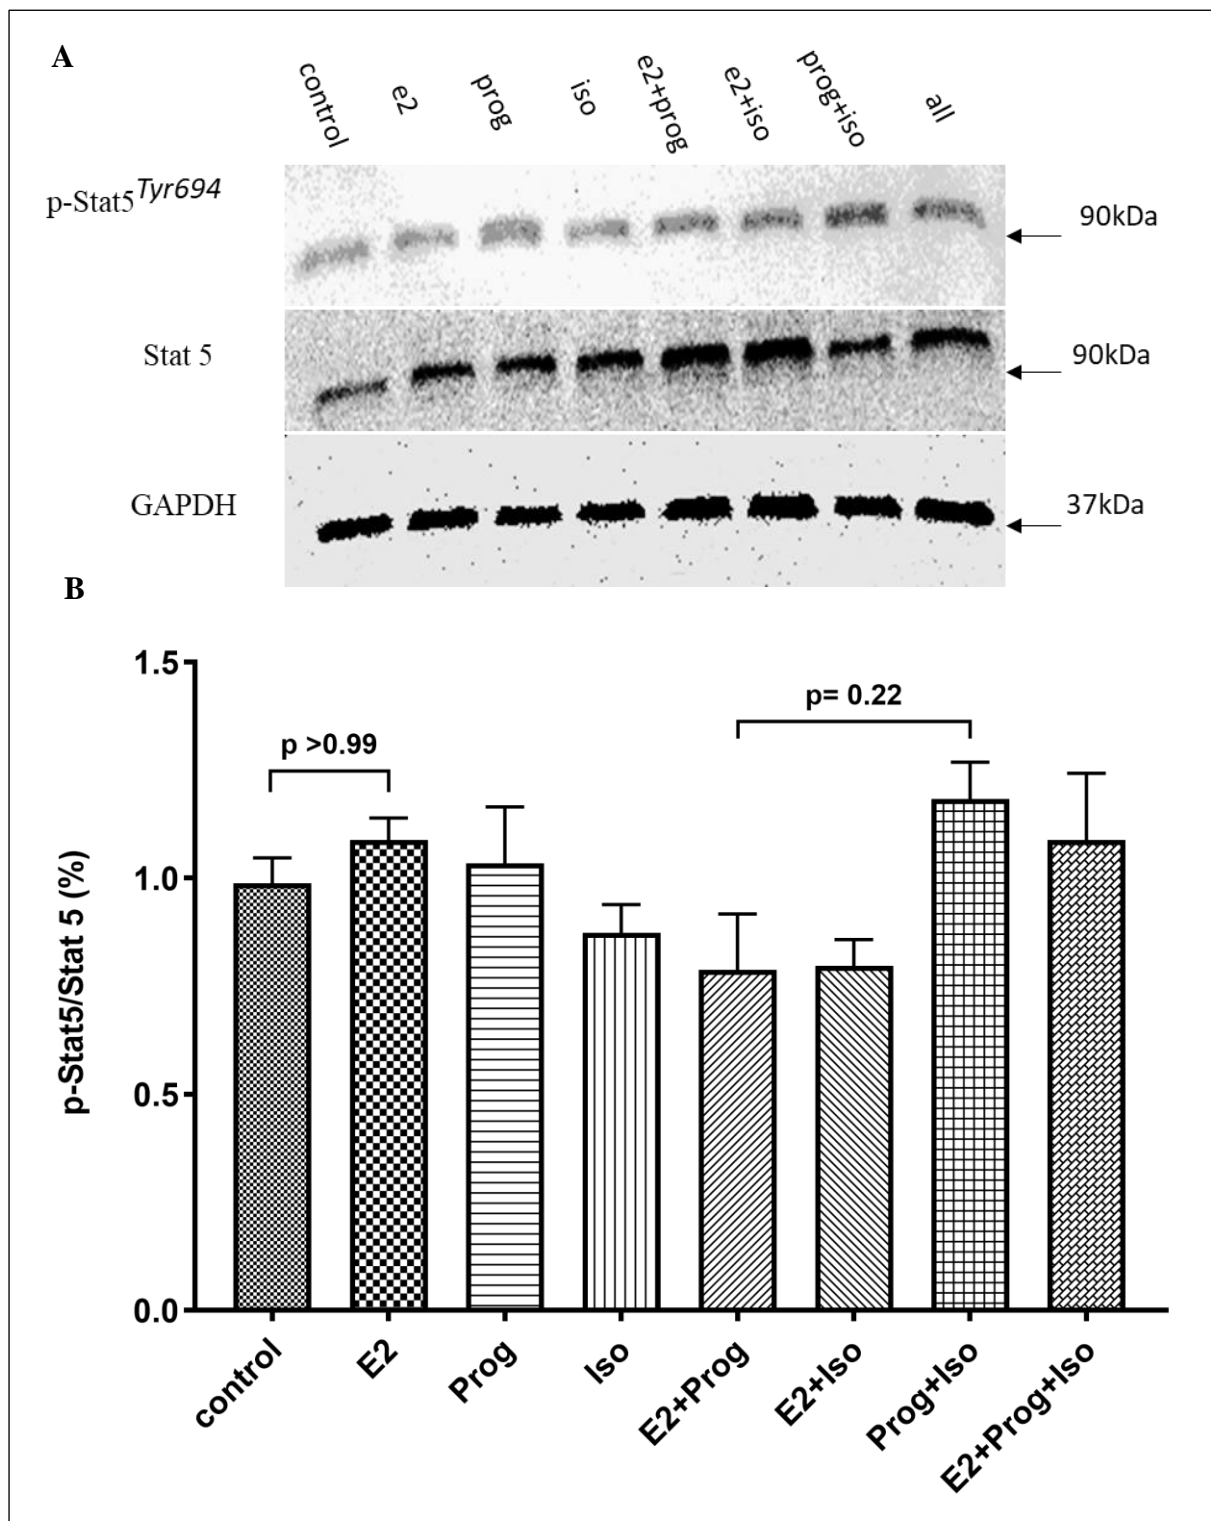 A
control e2 prog iso e2+prog e2+iso prog+iso all
p-Stat5Tyr694
90kDa
Stat 5
90kDa
GAPDH
37kDa
B
p-Stat5/Stat 5 (%)
1.5
1.0
0.5
0.0
p >0.99
p= 0.22
control E2 Prog Iso E2+Prog E2+Iso Prog+Iso E2+Prog+Iso